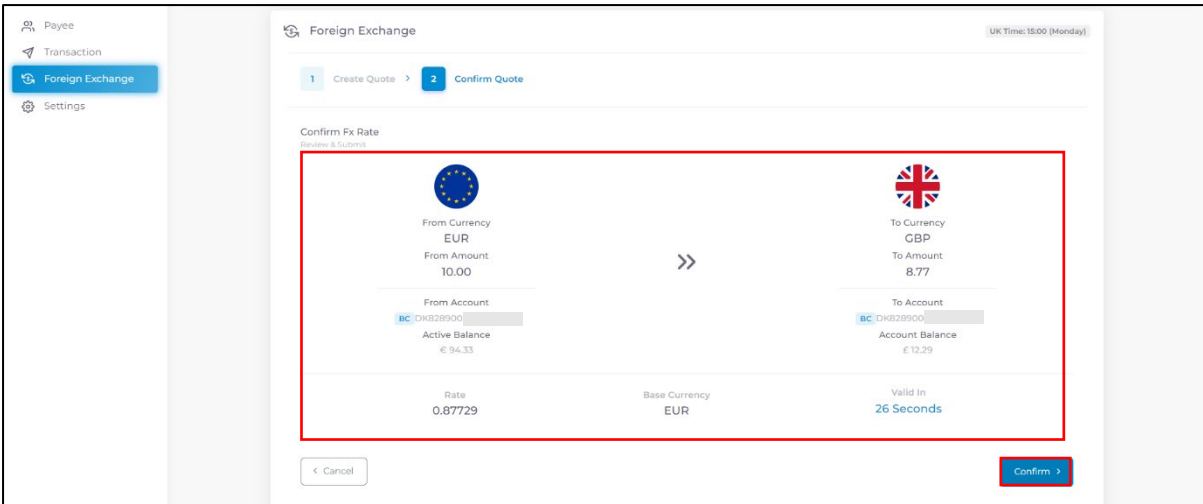 Payee
Transaction
Foreign Exchange
Settings
Foreign Exchange
UK Time: 15:00 (Monday)
1 Create Quote > 2 Confirm Quote
Confirm Fx Rate
Review & Submit
From Currency
EUR
From Amount
10.00
From Account
BC DK828900
Active Balance
€ 94.33
To Currency
GBP
To Amount
8.77
To Account
BC DK828900
Account Balance
£ 12.29
Rate
0.87729
Base Currency
EUR
Valid In
26 Seconds
< Cancel
Confirm >